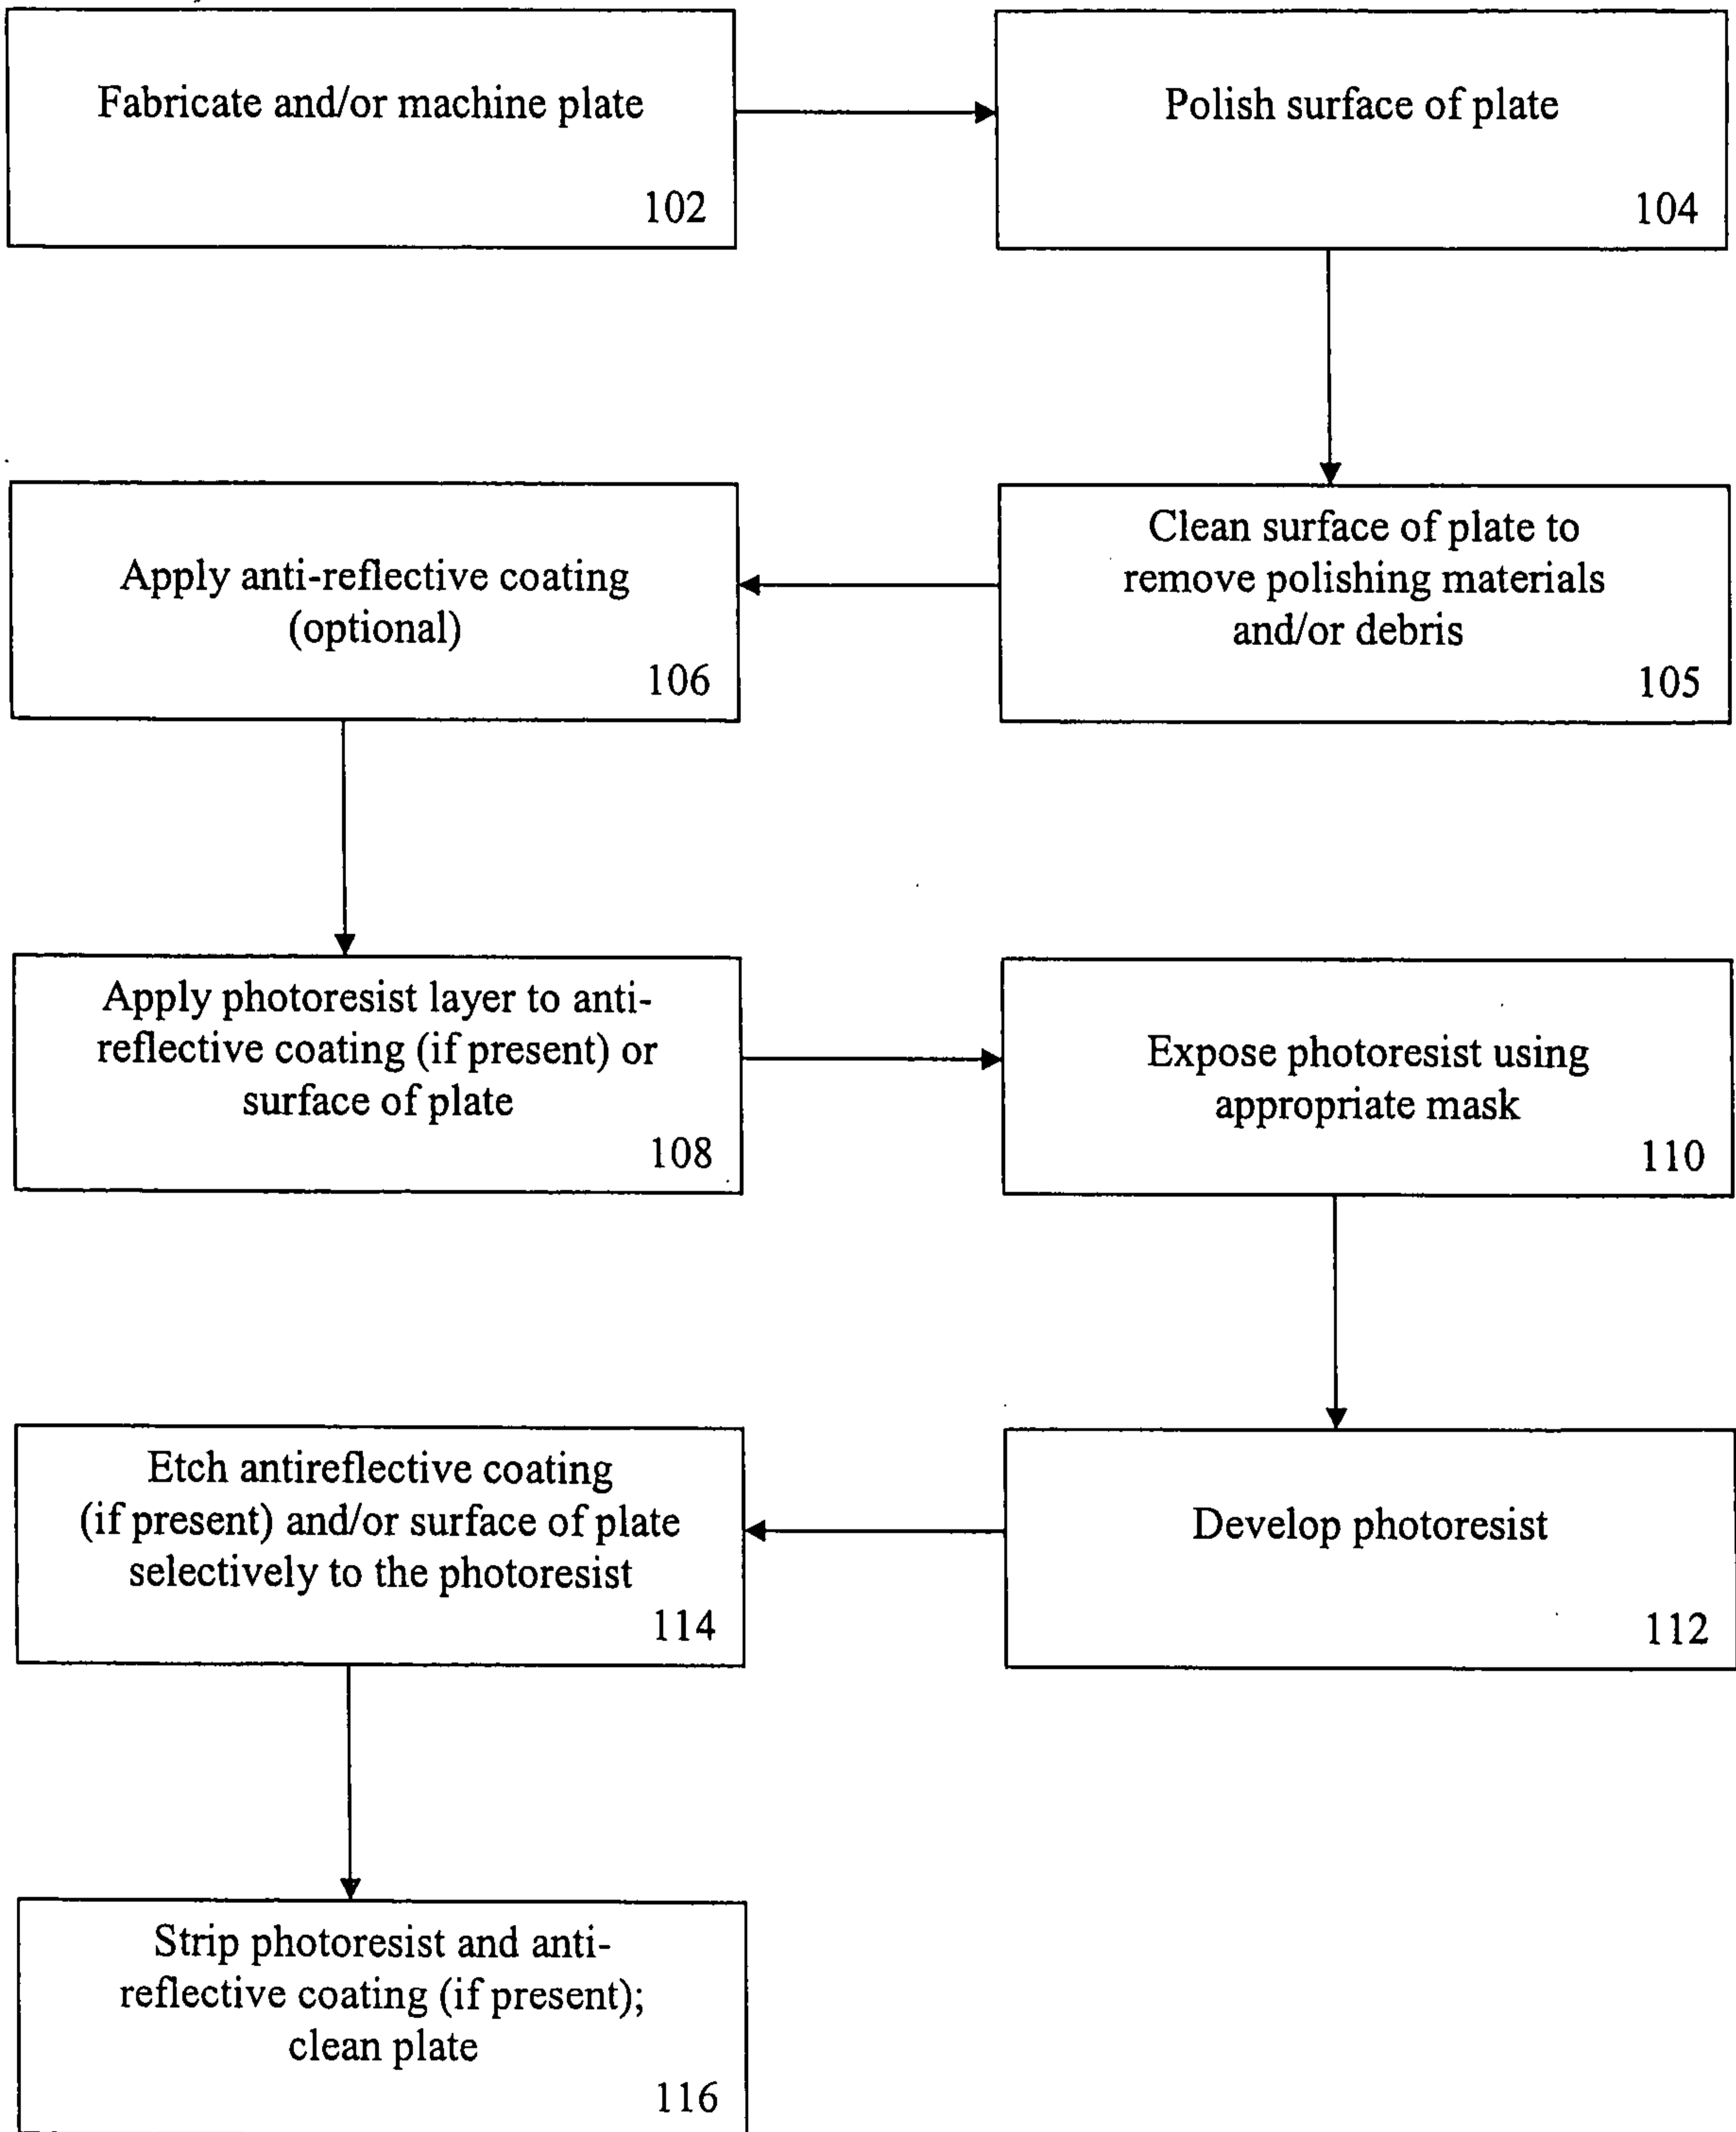 Fabricate and/or machine plate
102
Polish surface of plate
104
Clean surface of plate to
remove polishing materials
and/or debris
105
Apply anti-reflective coating
(optional)
106
Apply photoresist layer to anti-
reflective coating (if present) or
surface of plate
108
Expose photoresist using
appropriate mask
110
Develop photoresist
112
Etch antireflective coating
(if present) and/or surface of plate
selectively to the photoresist
114
Strip photoresist and anti-
reflective coating (if present);
clean plate
116